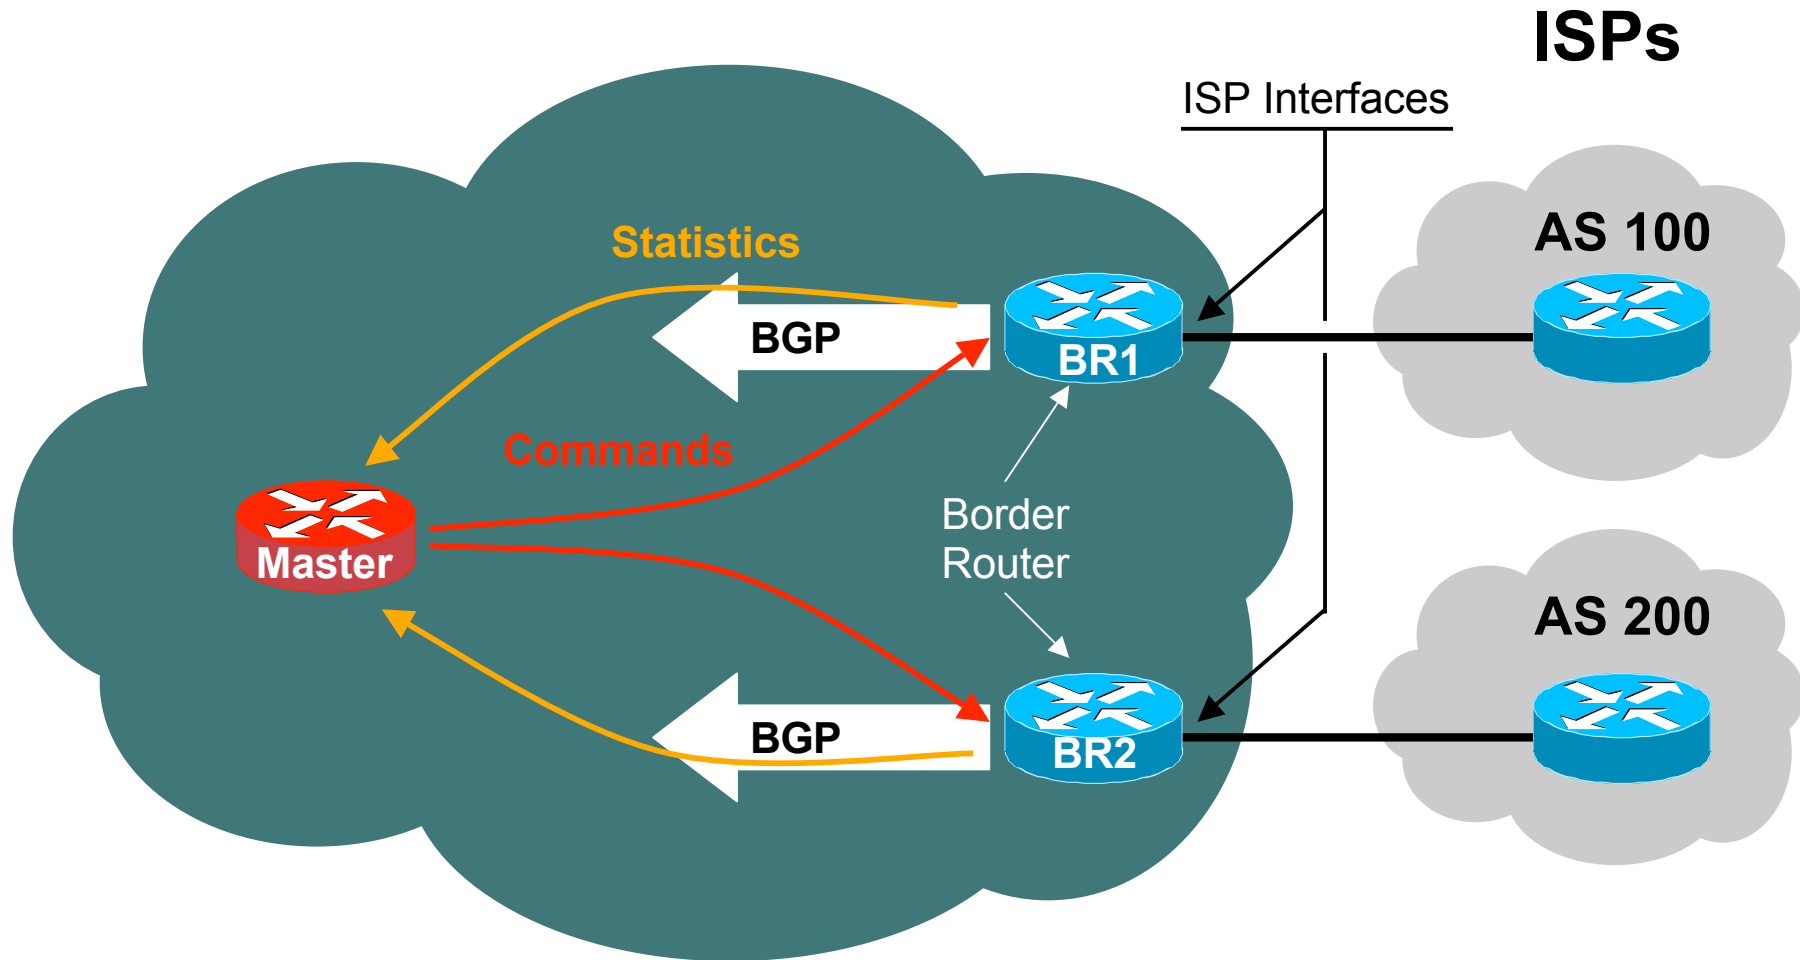 ISPs
ISP Interfaces
AS 100
Statistics
BGP
BR1
Commands
Border
Router
Master
AS 200
BGP
BR2